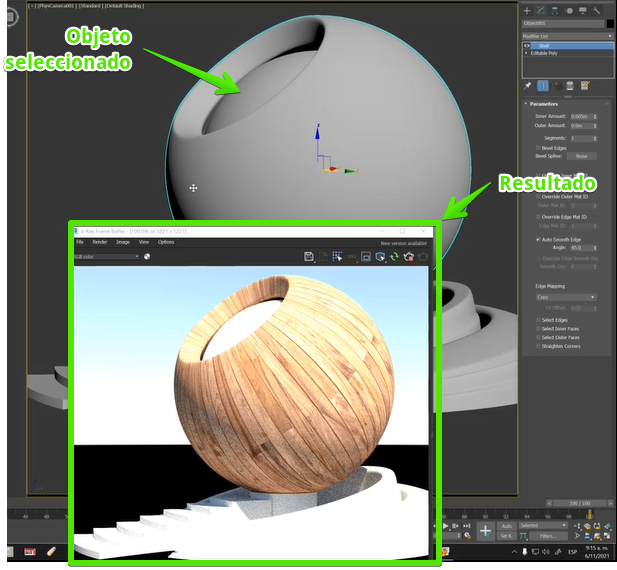 [+] [PhysCamera001] [Standard] [Default Shading]
Objeto
seleccionado
Object001
Modifier List
Shell
Editable Poly
Parameters
Inner Amount: 0.005m
Outer Amount: 0.0m
Segments: 1
Bevel Edges
Bevel Spline: None
Resultado
Override Outer Mat ID
Override Edge Mat ID
Auto Smooth Edge
Angle: 45.0
Override Edge Smooth Grp
Edge Mapping
Copy
Select Edges
Select Inner Faces
Select Outer Faces
Straighten Corners
V-Ray Frame Buffer - [100.0% of 1221 x 1221]
File Render Image View Options
New version available!
RGB color
100 / 100
Auto
Selected
Set K.
Filters...
ESP
9:15 a. m.
6/11/2021